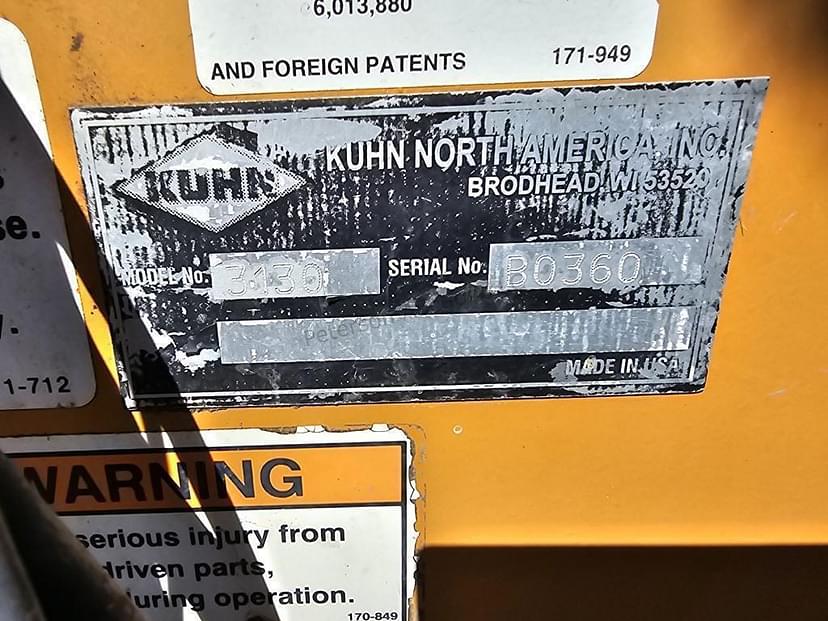 6,013,880
AND FOREIGN PATENTS 171-949
se.
1-712
KUHN
KUHN NORTH AMERICA, INC.
BRODHEAD, WI 53520
MODEL No. 3130 SERIAL No. B0360
Peterson
MADE IN USA
WARNING
serious injury from
driven parts,
during operation.
170-849